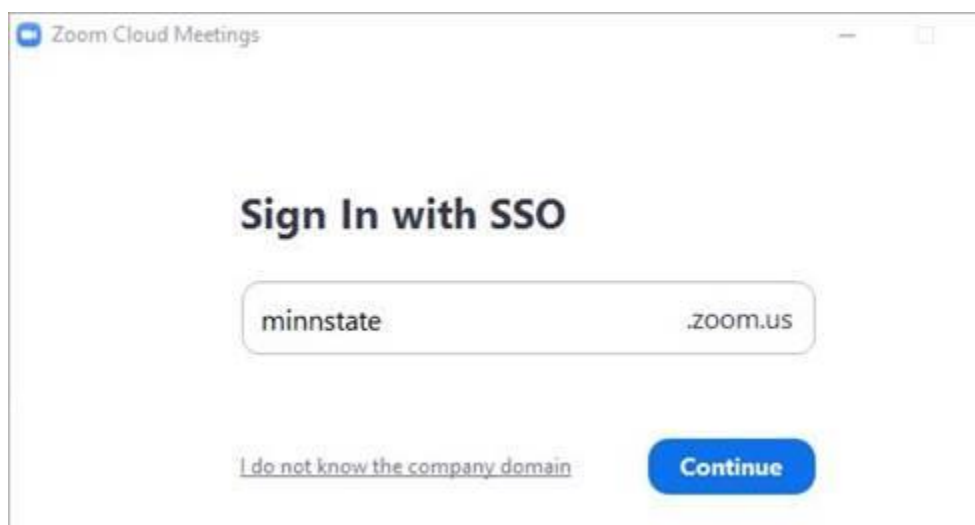 Zoom Cloud Meetings
Sign In with SSO
minnstate .zoom.us
I do not know the company domain Continue